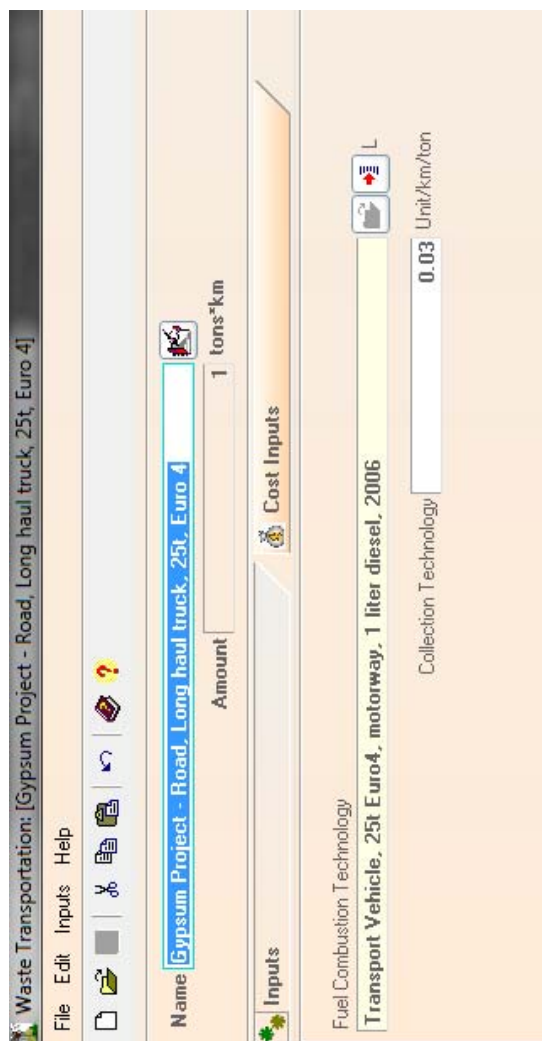 Waste Transportation: [Gypsum Project - Road, Long haul truck, 25t, Euro 4]
File Edit Inputs Help
Name Gypsum Project - Road, Long haul truck, 25t, Euro 4
Amount 1 tons*km
Inputs Cost Inputs
Fuel Combustion Technology
Transport Vehicle, 25t Euro4, motorway, 1 liter diesel, 2006 L
Collection Technology 0.03 Unit/km/ton